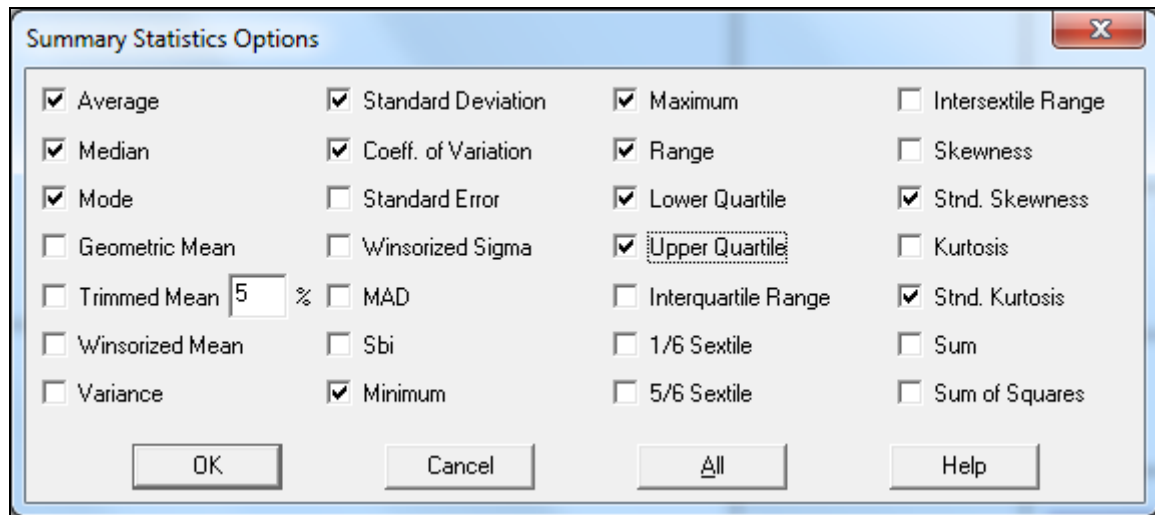 Summary Statistics Options
Average
Standard Deviation
Maximum
Intersextile Range
Median
Coeff. of Variation
Range
Skewness
Mode
Standard Error
Lower Quartile
Stnd. Skewness
Geometric Mean
Winsorized Sigma
Upper Quartile
Kurtosis
Trimmed Mean 5 %
MAD
Interquartile Range
Stnd. Kurtosis
Winsorized Mean
Sbi
1/6 Sextile
Sum
Variance
Minimum
5/6 Sextile
Sum of Squares
OK
Cancel
All
Help